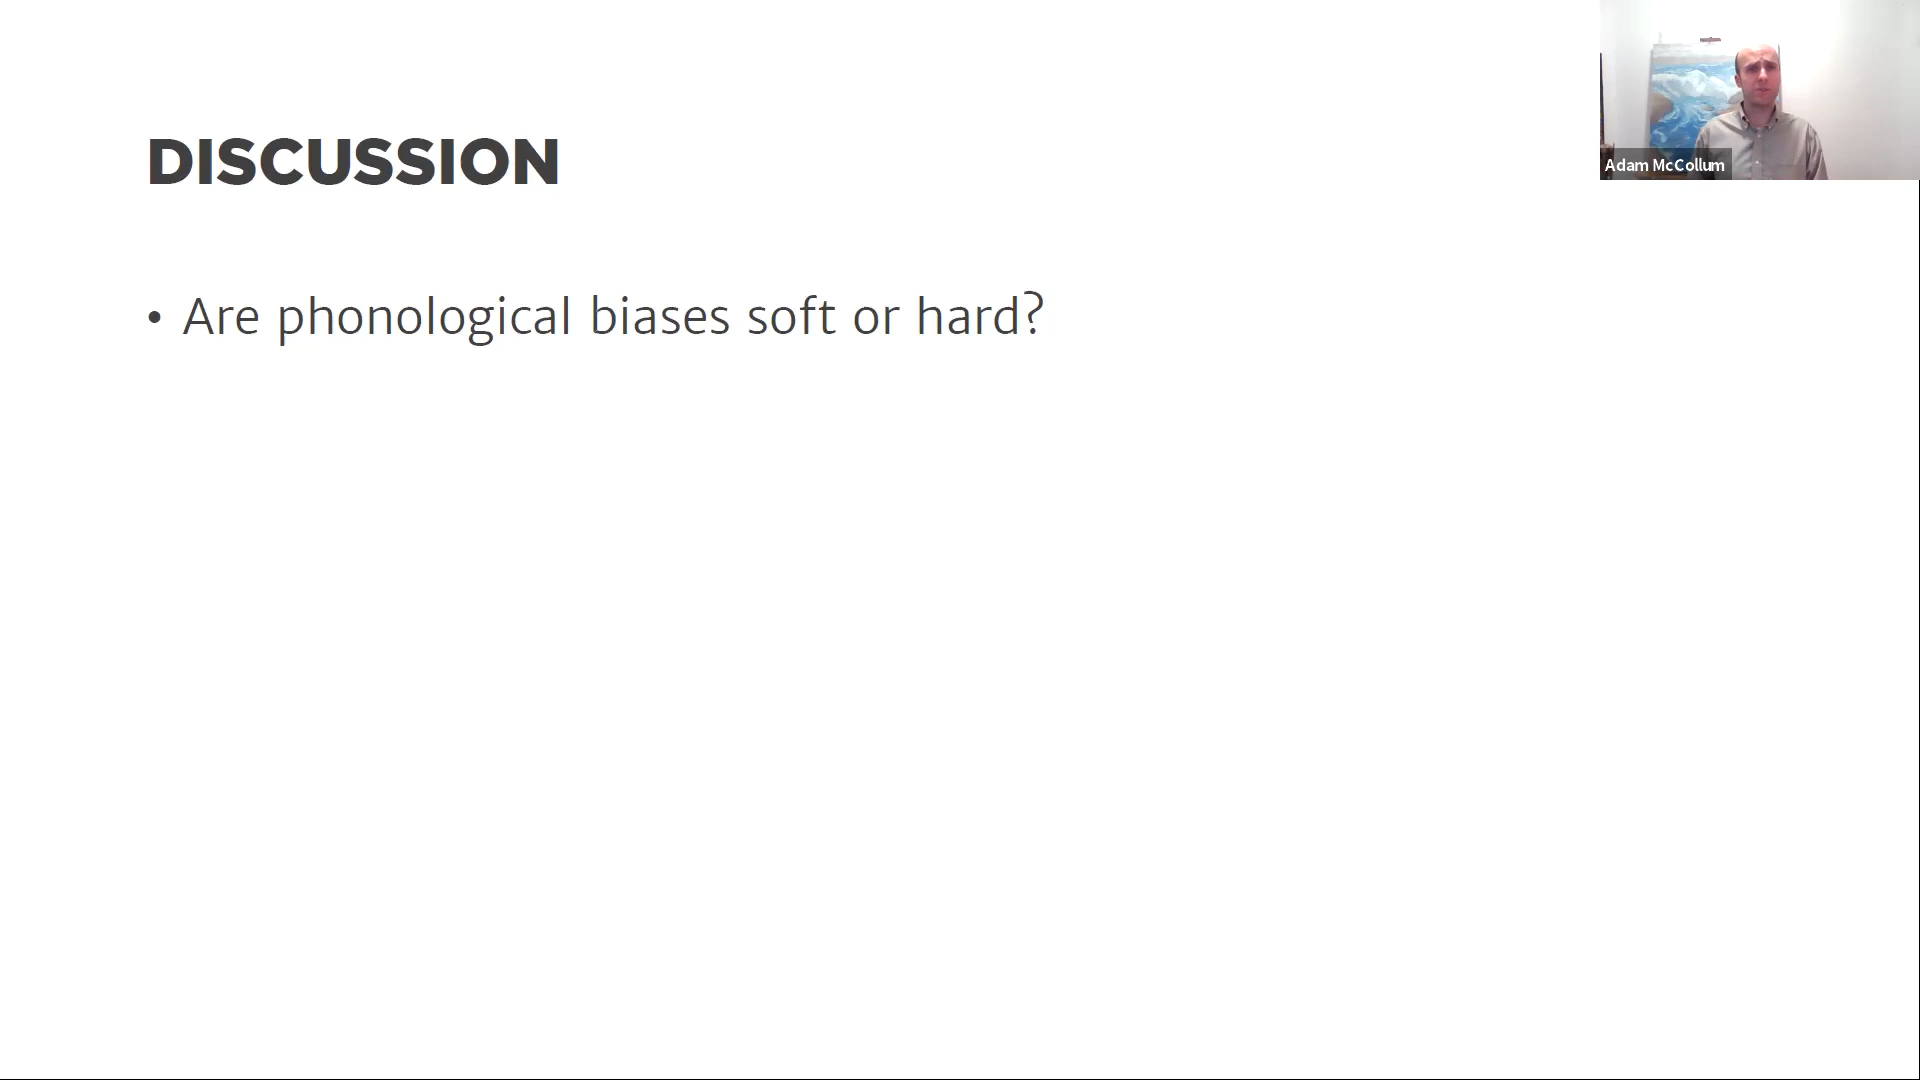 DISCUSSION
• Are phonological biases soft or hard?
Adam McCollum